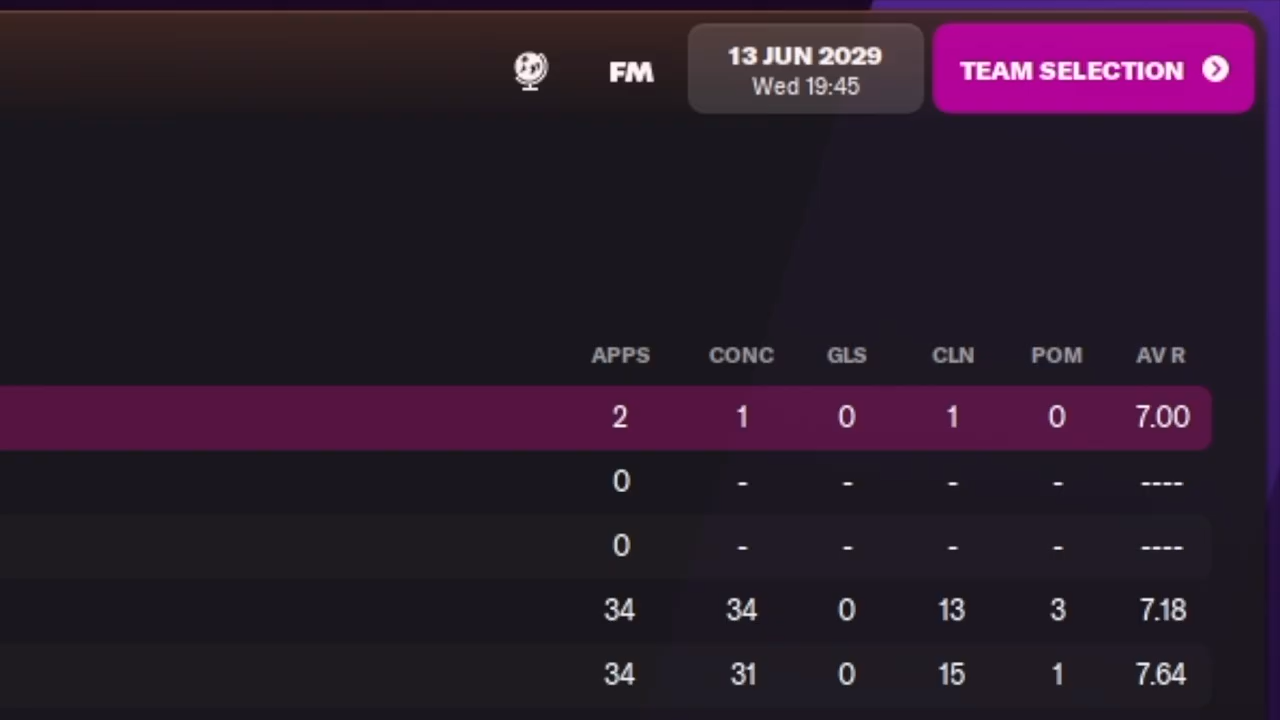 FM
13 JUN 2029
Wed 19:45
TEAM SELECTION
APPS CONC GLS CLN POM AV R
2 1 0 1 0 7.00
0 - - - - ----
0 - - - - ----
34 34 0 13 3 7.18
34 31 0 15 1 7.64